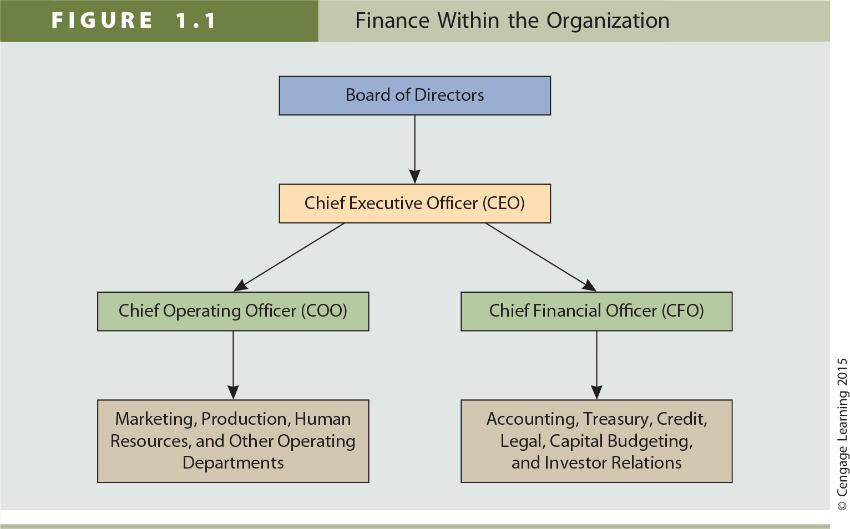 FIGURE 1.1
Finance Within the Organization
Board of Directors
Chief Executive Officer (CEO)
Chief Operating Officer (COO)
Chief Financial Officer (CFO)
Marketing, Production, Human
Resources, and Other Operating
Departments
Accounting, Treasury, Credit,
Legal, Capital Budgeting,
and Investor Relations
© Cengage Learning 2015